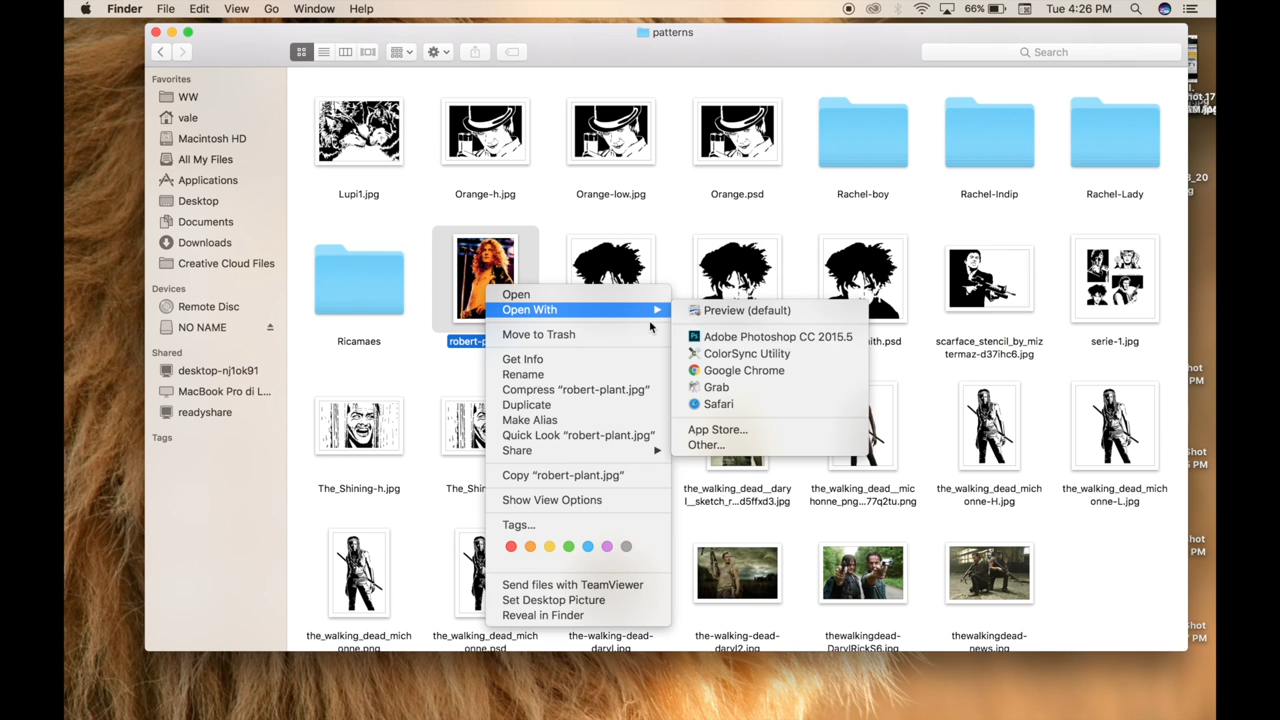 Finder File Edit View Go Window Help
66% Tue 4:26 PM
patterns
Search
Favorites
WW
vale
Macintosh HD
All My Files
Applications
Desktop
Documents
Downloads
Creative Cloud Files
Devices
Remote Disc
NO NAME
Shared
desktop-nj1ok91
MacBook Pro di L...
readyshare
Tags
Lupi1.jpg
Orange-h.jpg
Orange-low.jpg
Orange.psd
Rachel-boy
Rachel-Indip
Rachel-Lady
Ricamaes
scarface_stencil_by_miz
termaz-d37ihc6.jpg
serie-1.jpg
Open
Open With
Move to Trash
Get Info
Rename
Compress “robert-plant.jpg”
Duplicate
Make Alias
Quick Look “robert-plant.jpg”
Share
Copy “robert-plant.jpg”
Show View Options
Tags...
Send files with TeamViewer
Set Desktop Picture
Reveal in Finder
Preview (default)
Adobe Photoshop CC 2015.5
ColorSync Utility
Google Chrome
Grab
Safari
App Store...
Other...
The_Shining-h.jpg
the_walking_dead__dary
l__sketch_r...d5ffxd3.jpg
the_walking_dead__mic
honne_png...77q2tu.png
the_walking_dead_mich
onne-H.jpg
the_walking_dead_mich
onne-L.jpg
the_walking_dead_mich
onne.png
the_walking_dead_mich
onne.psd
the-walking-dead-
daryl.jpg
the-walking-dead-
daryl2.jpg
thewalkingdead-
DarylRickS6.jpg
thewalkingdead-
news.jpg